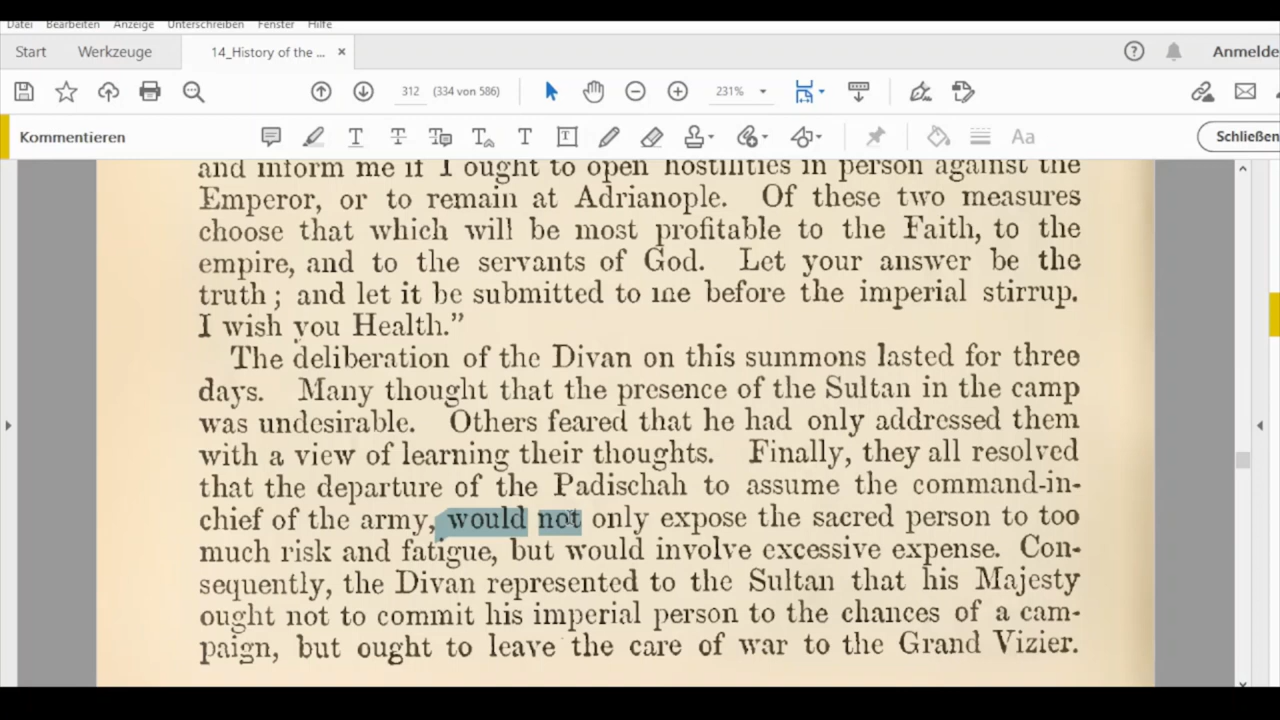 Datei Bearbeiten Anzeige Unterschreiben Fenster Hilfe
Start Werkzeuge 14_History of the ... × ? Anmelde
312 (334 von 586) 231%
Kommentieren T T T T T T Aa Schließen
and inform me if I ought to open hostilities in person against the
Emperor, or to remain at Adrianople. Of these two measures
choose that which will be most profitable to the Faith, to the
empire, and to the servants of God. Let your answer be the
truth; and let it be submitted to me before the imperial stirrup.
I wish you Health.”
The deliberation of the Divan on this summons lasted for three
days. Many thought that the presence of the Sultan in the camp
was undesirable. Others feared that he had only addressed them
with a view of learning their thoughts. Finally, they all resolved
that the departure of the Padischah to assume the command-in-
chief of the army, would not only expose the sacred person to too
much risk and fatigue, but would involve excessive expense. Con-
sequently, the Divan represented to the Sultan that his Majesty
ought not to commit his imperial person to the chances of a cam-
paign, but ought to leave the care of war to the Grand Vizier.